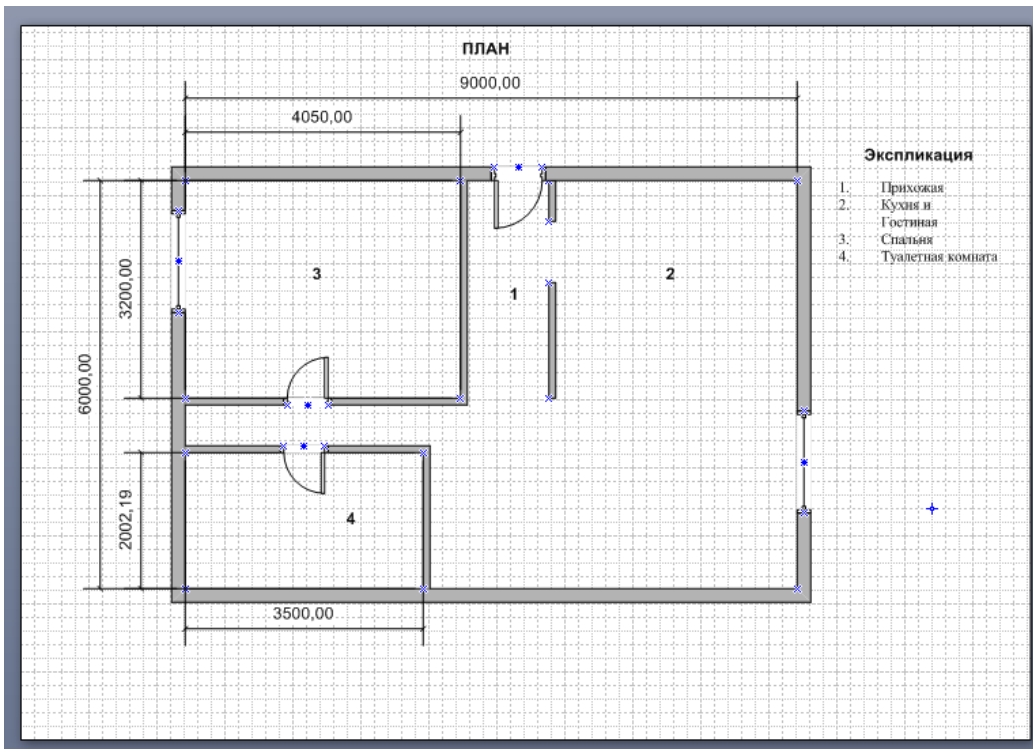 ПЛАН
9000,00
4050,00
Экспликация
1. Прихожая
2. Кухня и
Гостиная
3. Спальня
4. Туалетная комната
3200,00
6000,00
3
2
1
2002,19
4
3500,00